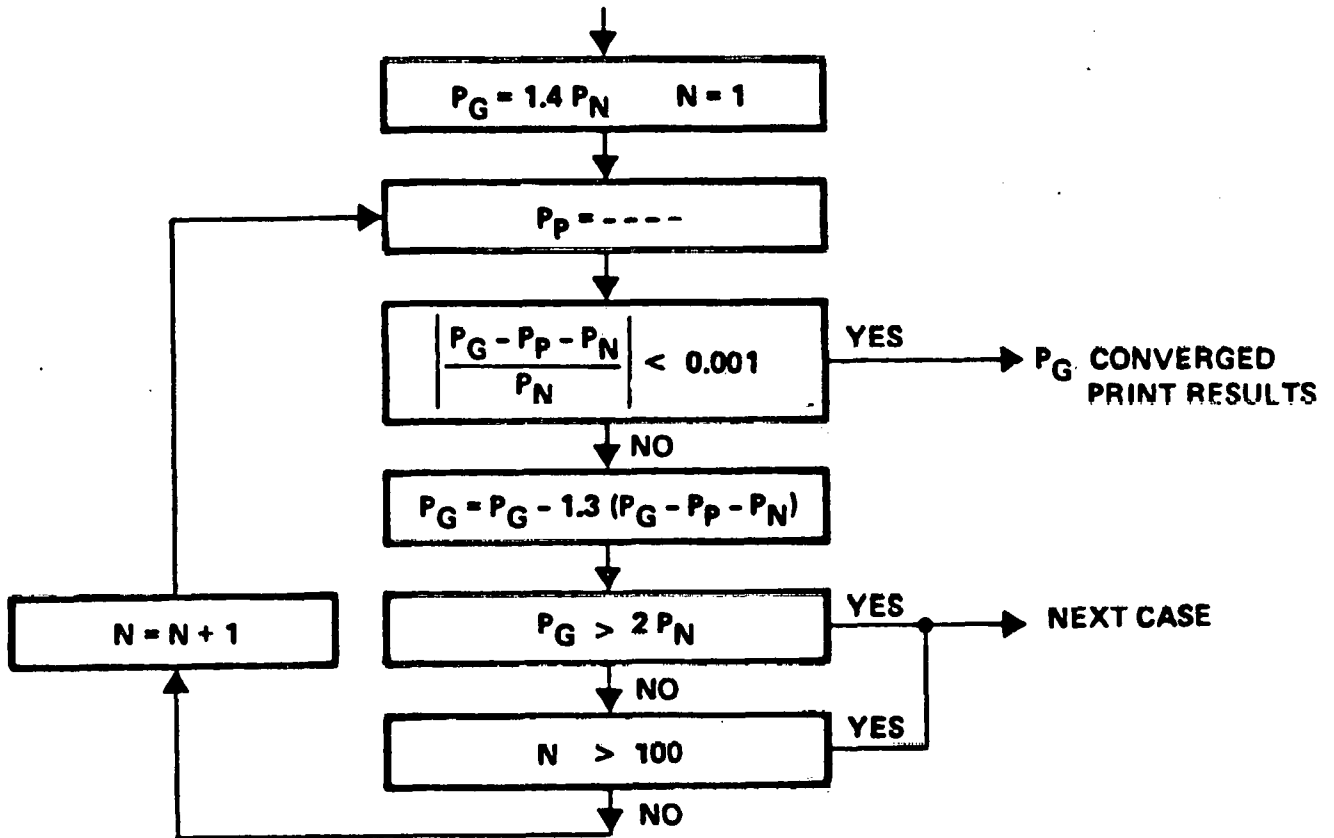 P_G = 1.4 P_N N = 1
P_P = - - - -
| (P_G - P_P - P_N) / P_N | < 0.001
YES
P_G CONVERGED
PRINT RESULTS
NO
P_G = P_G - 1.3 (P_G - P_P - P_N)
N = N + 1
P_G > 2 P_N
YES
NEXT CASE
NO
N > 100
YES
NO